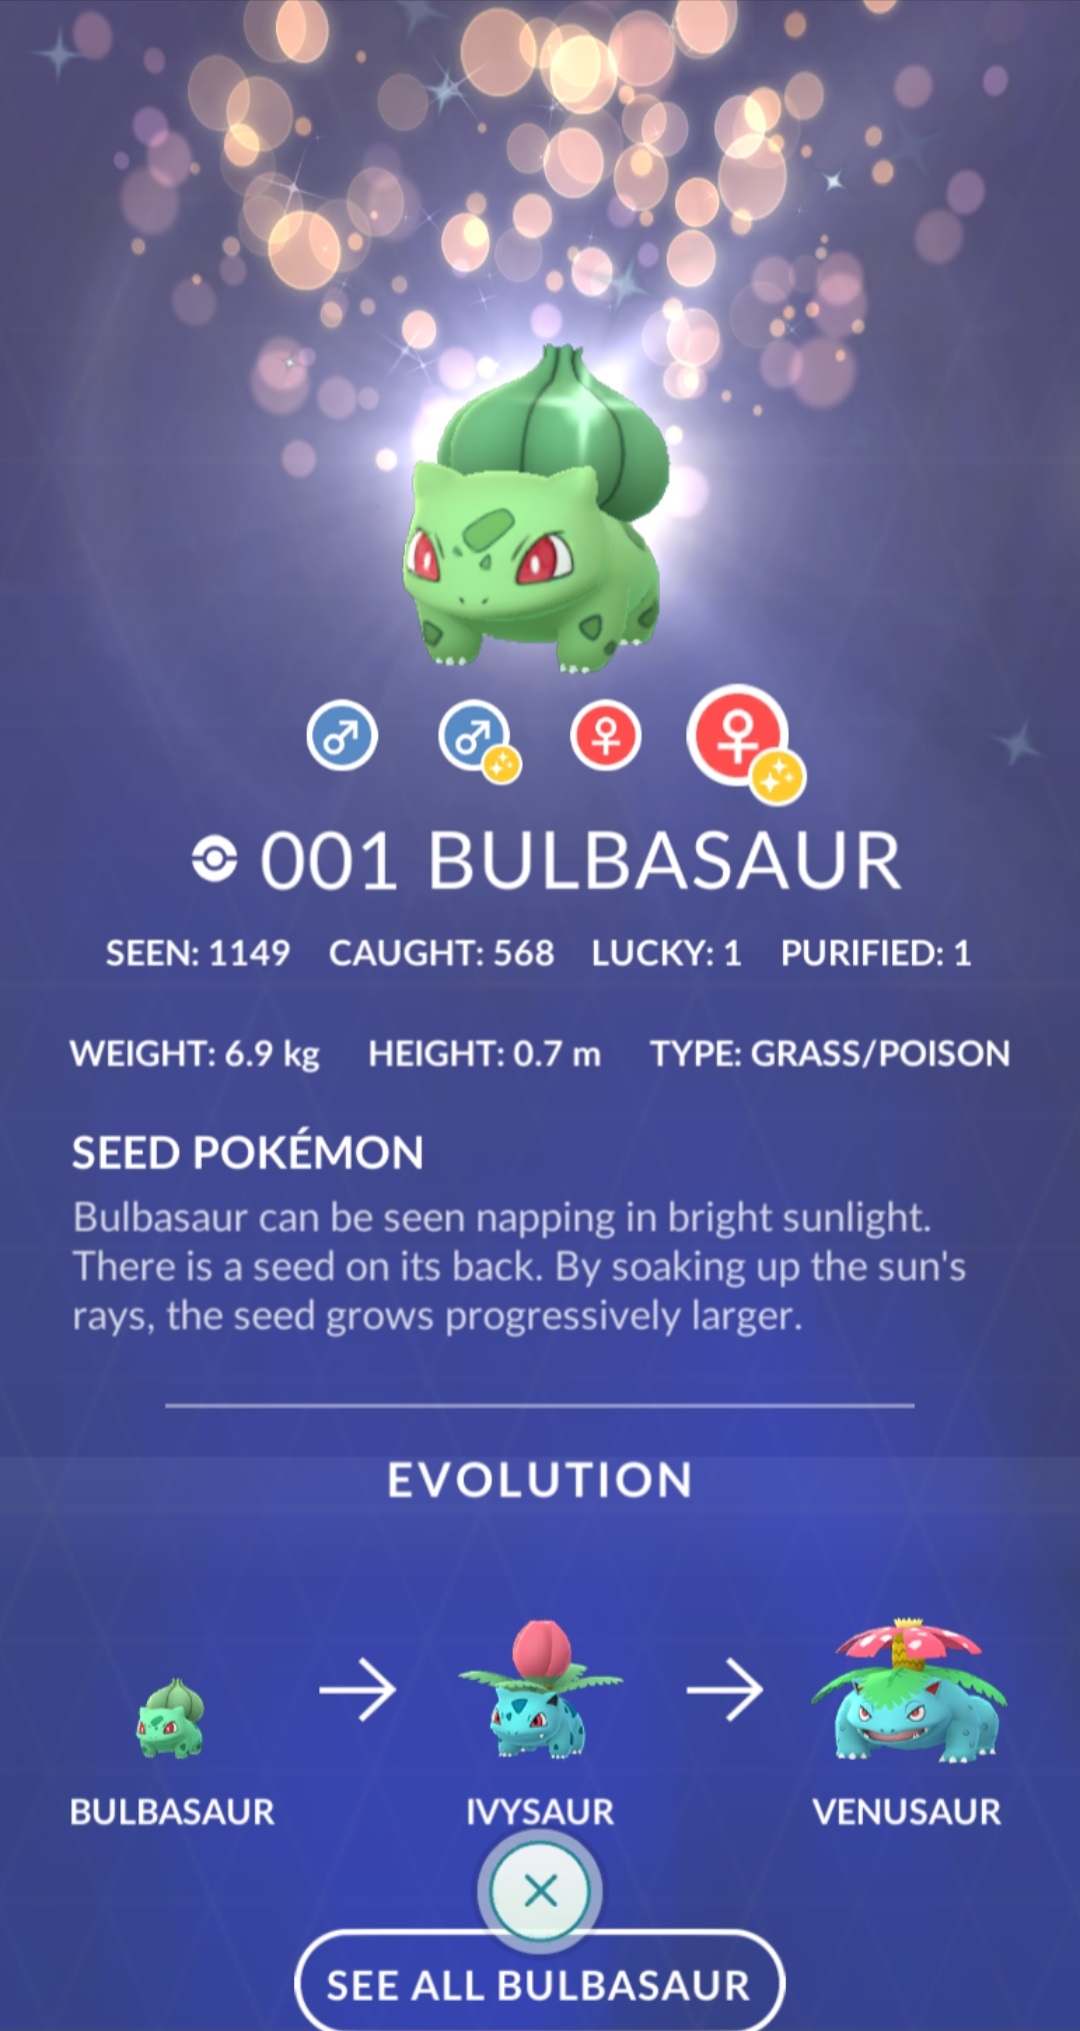 001 BULBASAUR
SEEN: 1149 CAUGHT: 568 LUCKY: 1 PURIFIED: 1
WEIGHT: 6.9 kg HEIGHT: 0.7 m TYPE: GRASS/POISON
SEED POKÉMON
Bulbasaur can be seen napping in bright sunlight.
There is a seed on its back. By soaking up the sun's
rays, the seed grows progressively larger.
EVOLUTION
BULBASAUR IVYSAUR VENUSAUR
SEE ALL BULBASAUR